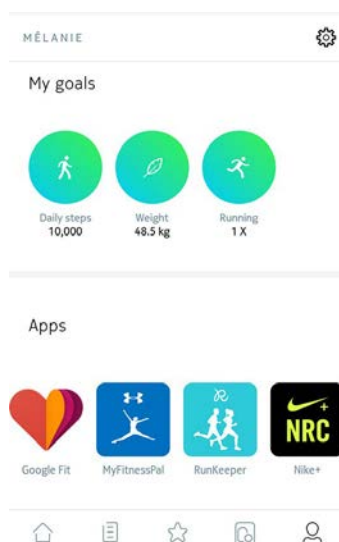 MÉLANIE
My goals
Daily steps Weight Running
10,000 48.5 kg 1 X
Apps
NRC
Google Fit MyFitnessPal RunKeeper Nike+